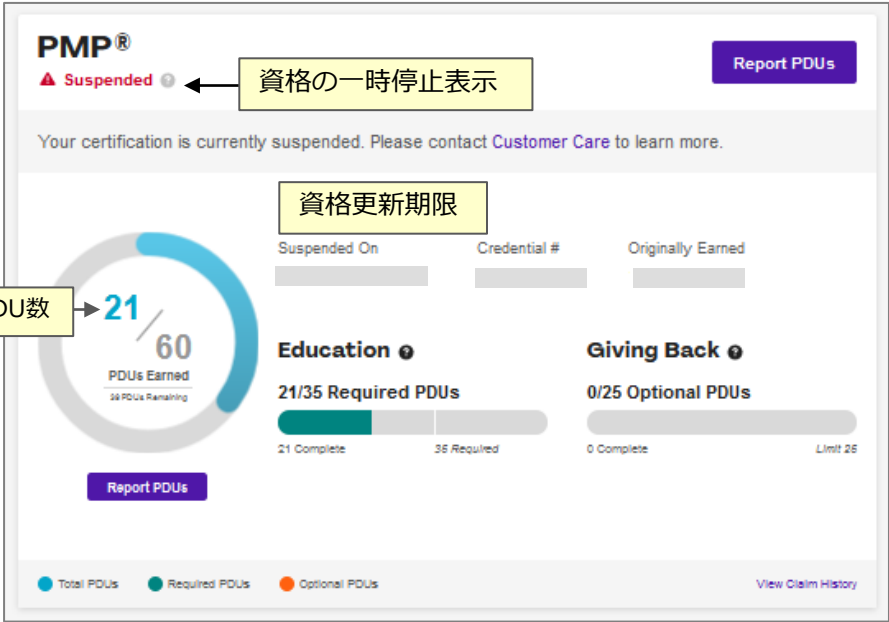 PMP®
Suspended
資格の一時停止表示
Report PDUs
Your certification is currently suspended. Please contact Customer Care to learn more.
資格更新期限
Suspended On
Credential #
Originally Earned
DU数
21
60
PDUs Earned
39 PDUs Remaining
Report PDUs
Education
21/35 Required PDUs
21 Complete
35 Required
Giving Back
0/25 Optional PDUs
0 Complete
Limit 25
Total PDUs
Required PDUs
Optional PDUs
View Claim History